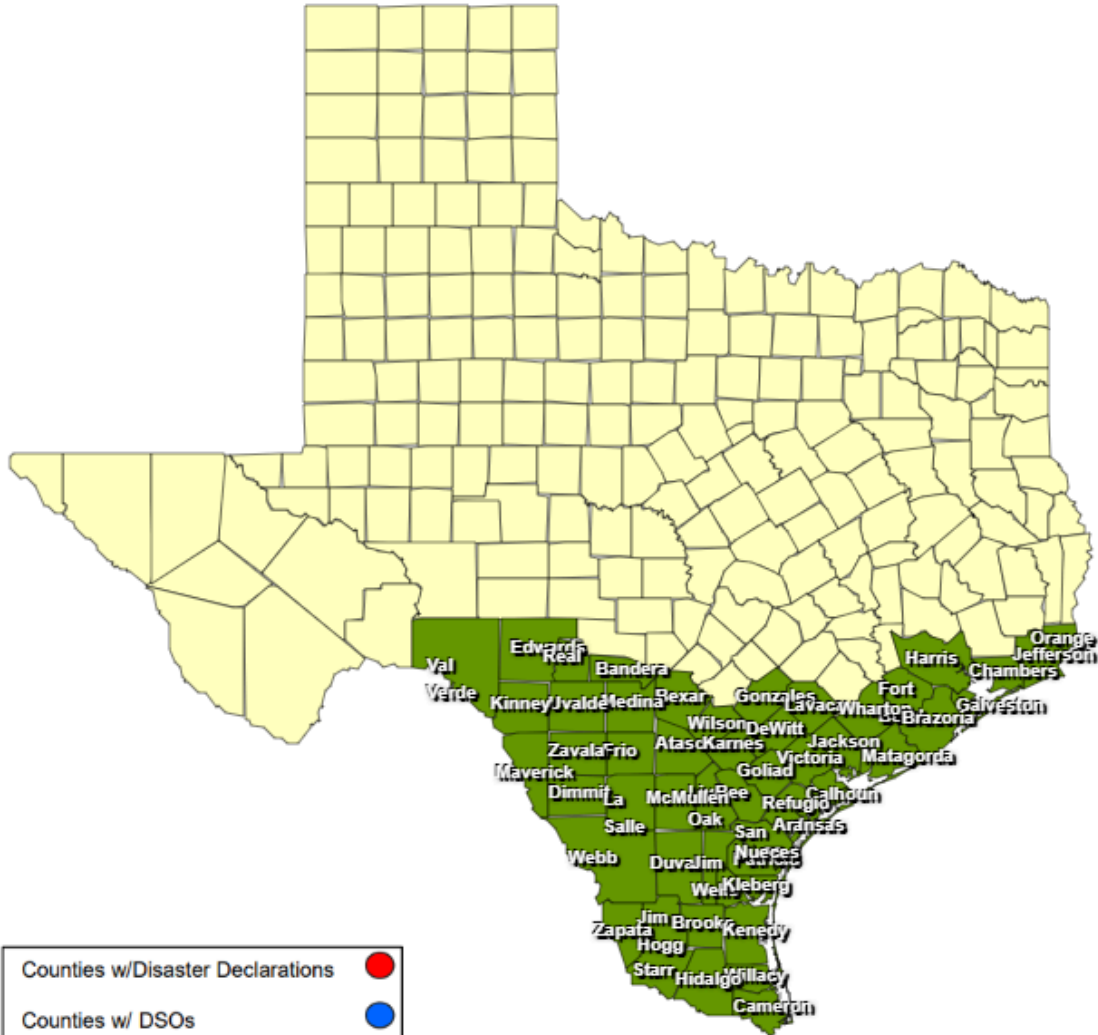 Orange
Jefferson
Harris
Chambers
Edwards
Real
Bandera
Val
Verde
Fort
Galveston
Kinney
Uvalde
Medina
Bexar
Gonzales
Lavaca
Wharton
Brazoria
Wilson
DeWitt
Zavala
Frio
Atasc
Karnes
Jackson
Victoria
Matagorda
Maverick
Goliad
Dimmit
La
McMullen
Bee
Calhoun
Refugio
Salle
Oak
San
Aransas
Webb
Duval
Jim
Nueces
Wells
Kleberg
Jim
Brooks
Zapata
Kenedy
Hogg
Starr
Hidalgo
Willacy
Cameron
Counties w/Disaster Declarations
Counties w/ DSOs